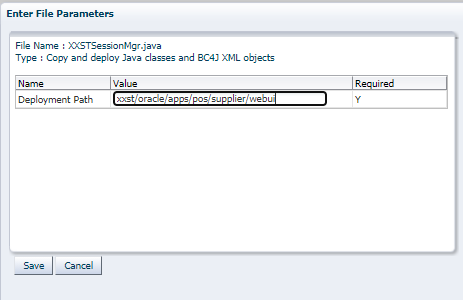 Enter File Parameters
File Name : XXSTSessionMgr.java
Type : Copy and deploy Java classes and BC4J XML objects
Name Value Required
Deployment Path xxst/oracle/apps/pos/supplier/webui Y
Save Cancel